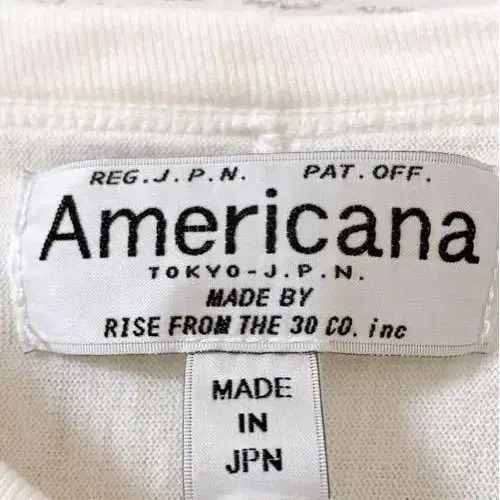 REG.J.P.N. PAT.OFF.
Americana
TOKYO-J.P.N.
MADE BY
RISE FROM THE 30 CO. inc
MADE
IN
JPN